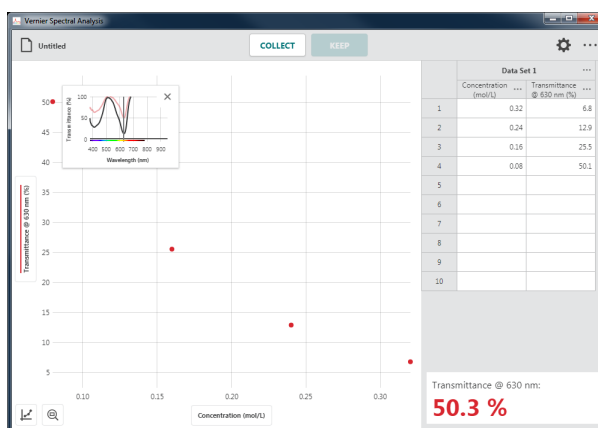 Vernier Spectral Analysis
Untitled
COLLECT
KEEP
Transmittance (%)
100
50
0
400 500 600 700 800 900
Wavelength (nm)
Transmittance @ 630 nm (%)
50
40
35
30
25
20
15
10
5
0.10 0.15 0.20 0.25 0.30
Concentration (mol/L)
Data Set 1
Concentration (mol/L) Transmittance @ 630 nm (%)
1 0.32 6.8
2 0.24 12.9
3 0.16 25.5
4 0.08 50.1
5
6
7
8
9
10
Transmittance @ 630 nm:
50.3 %